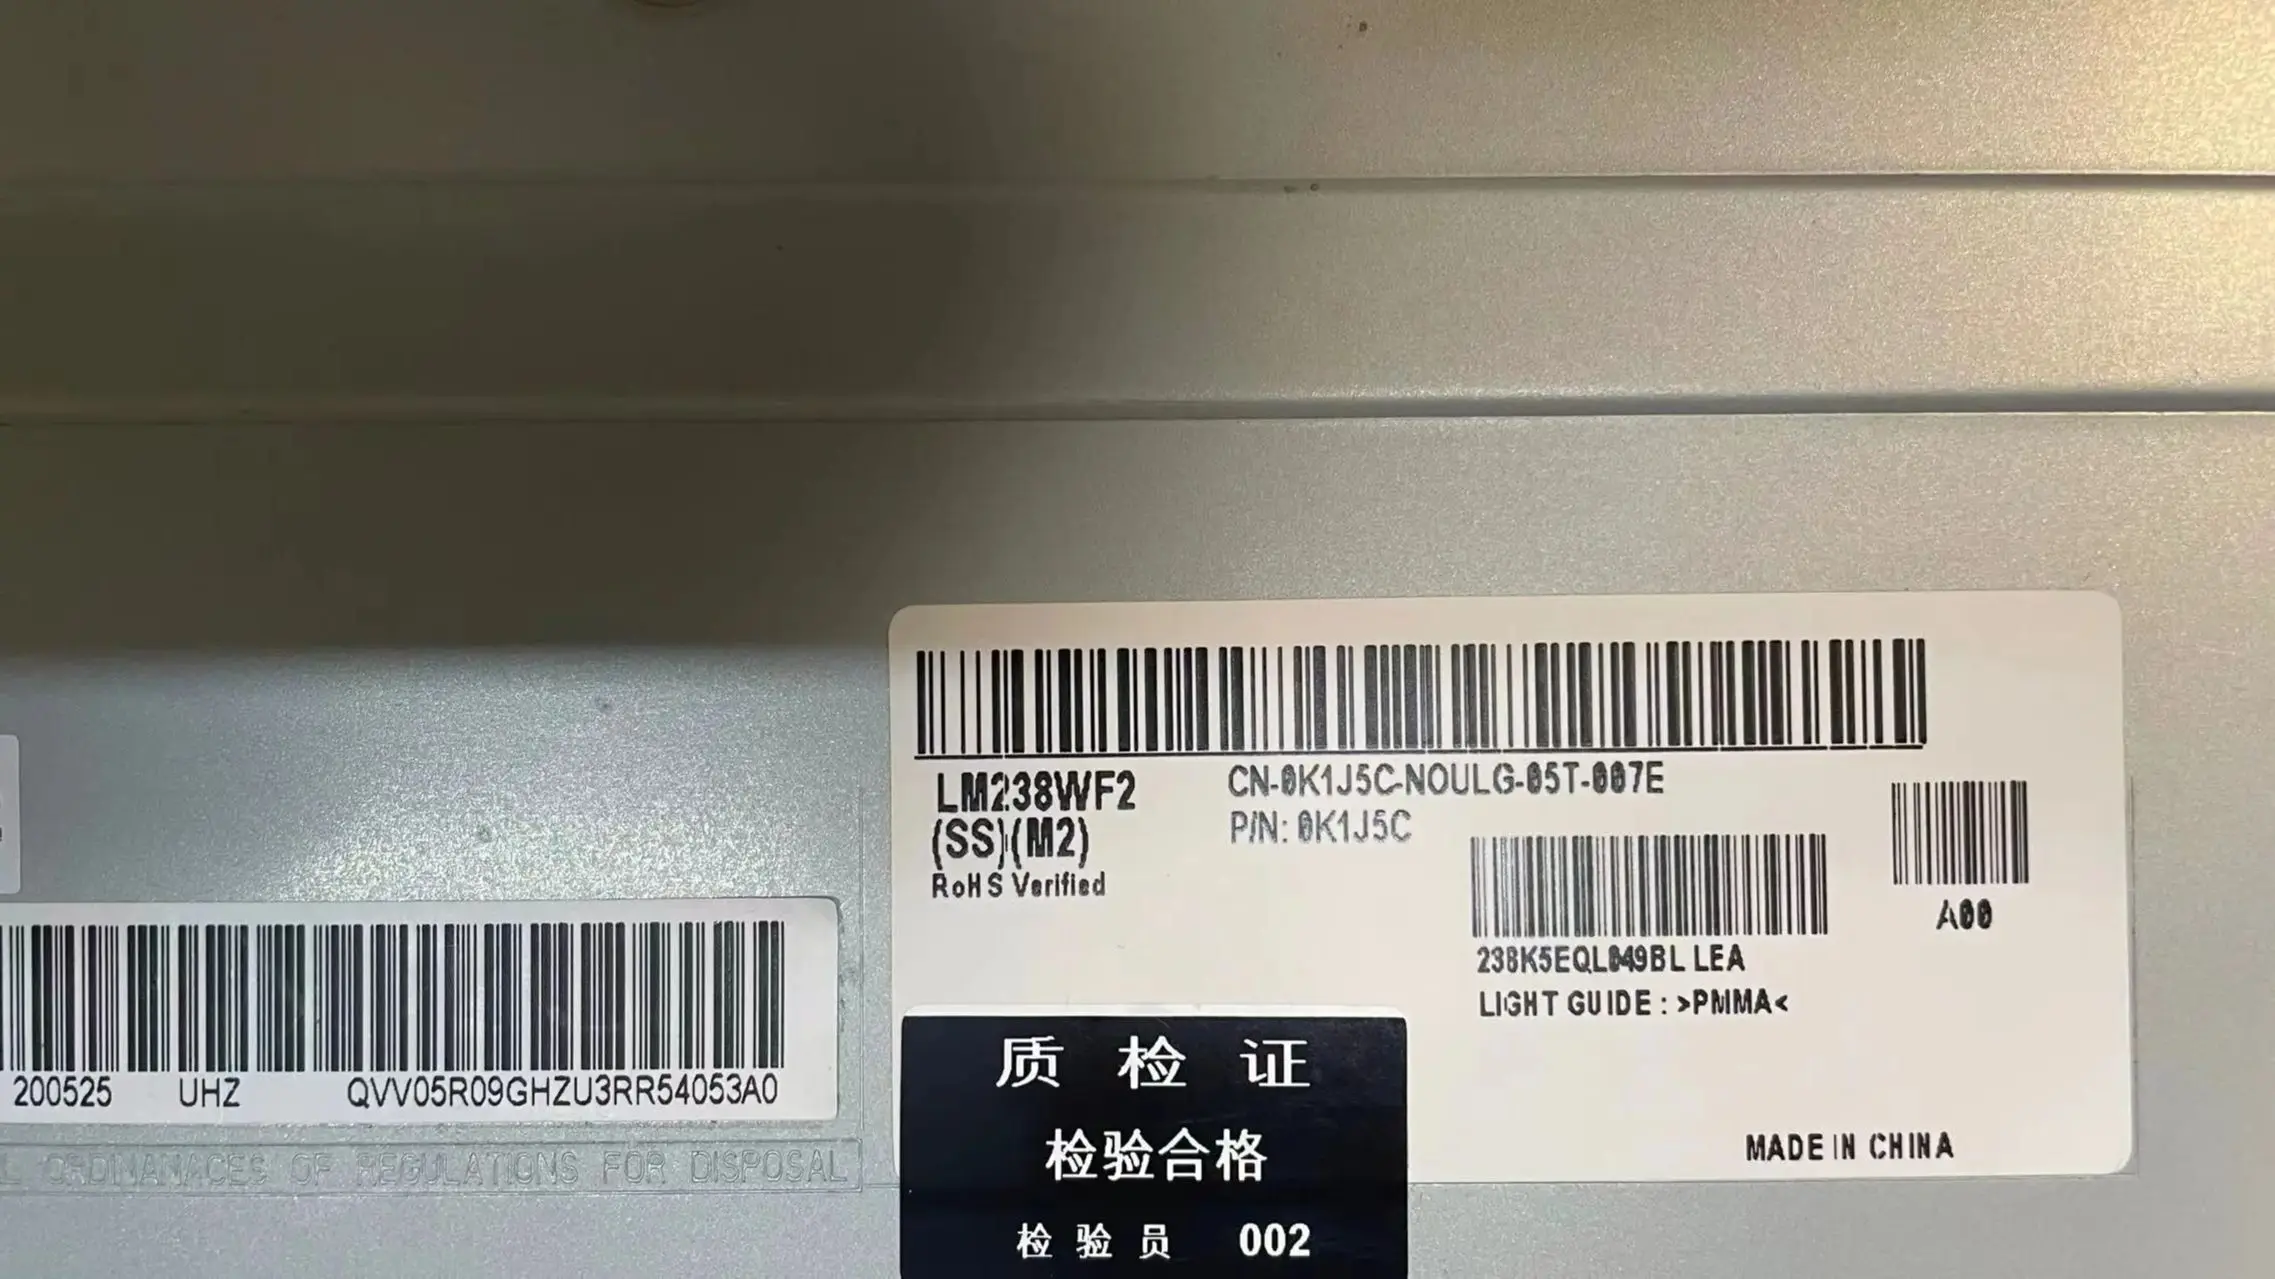 LM238WF2
(SS)(M2)
RoHS Verified
CN-0K1J5C-NOULG-05T-007E
P/N: 0K1J5C
A00
238K5EQL049BL LEA
LIGHT GUIDE : >PMMA<
MADE IN CHINA
200525 UHZ QVV05R09GHZU3RR54053A0
ORDINANACES OF REGULATIONS FOR DISPOSAL
质检证
检验合格
检验员 002